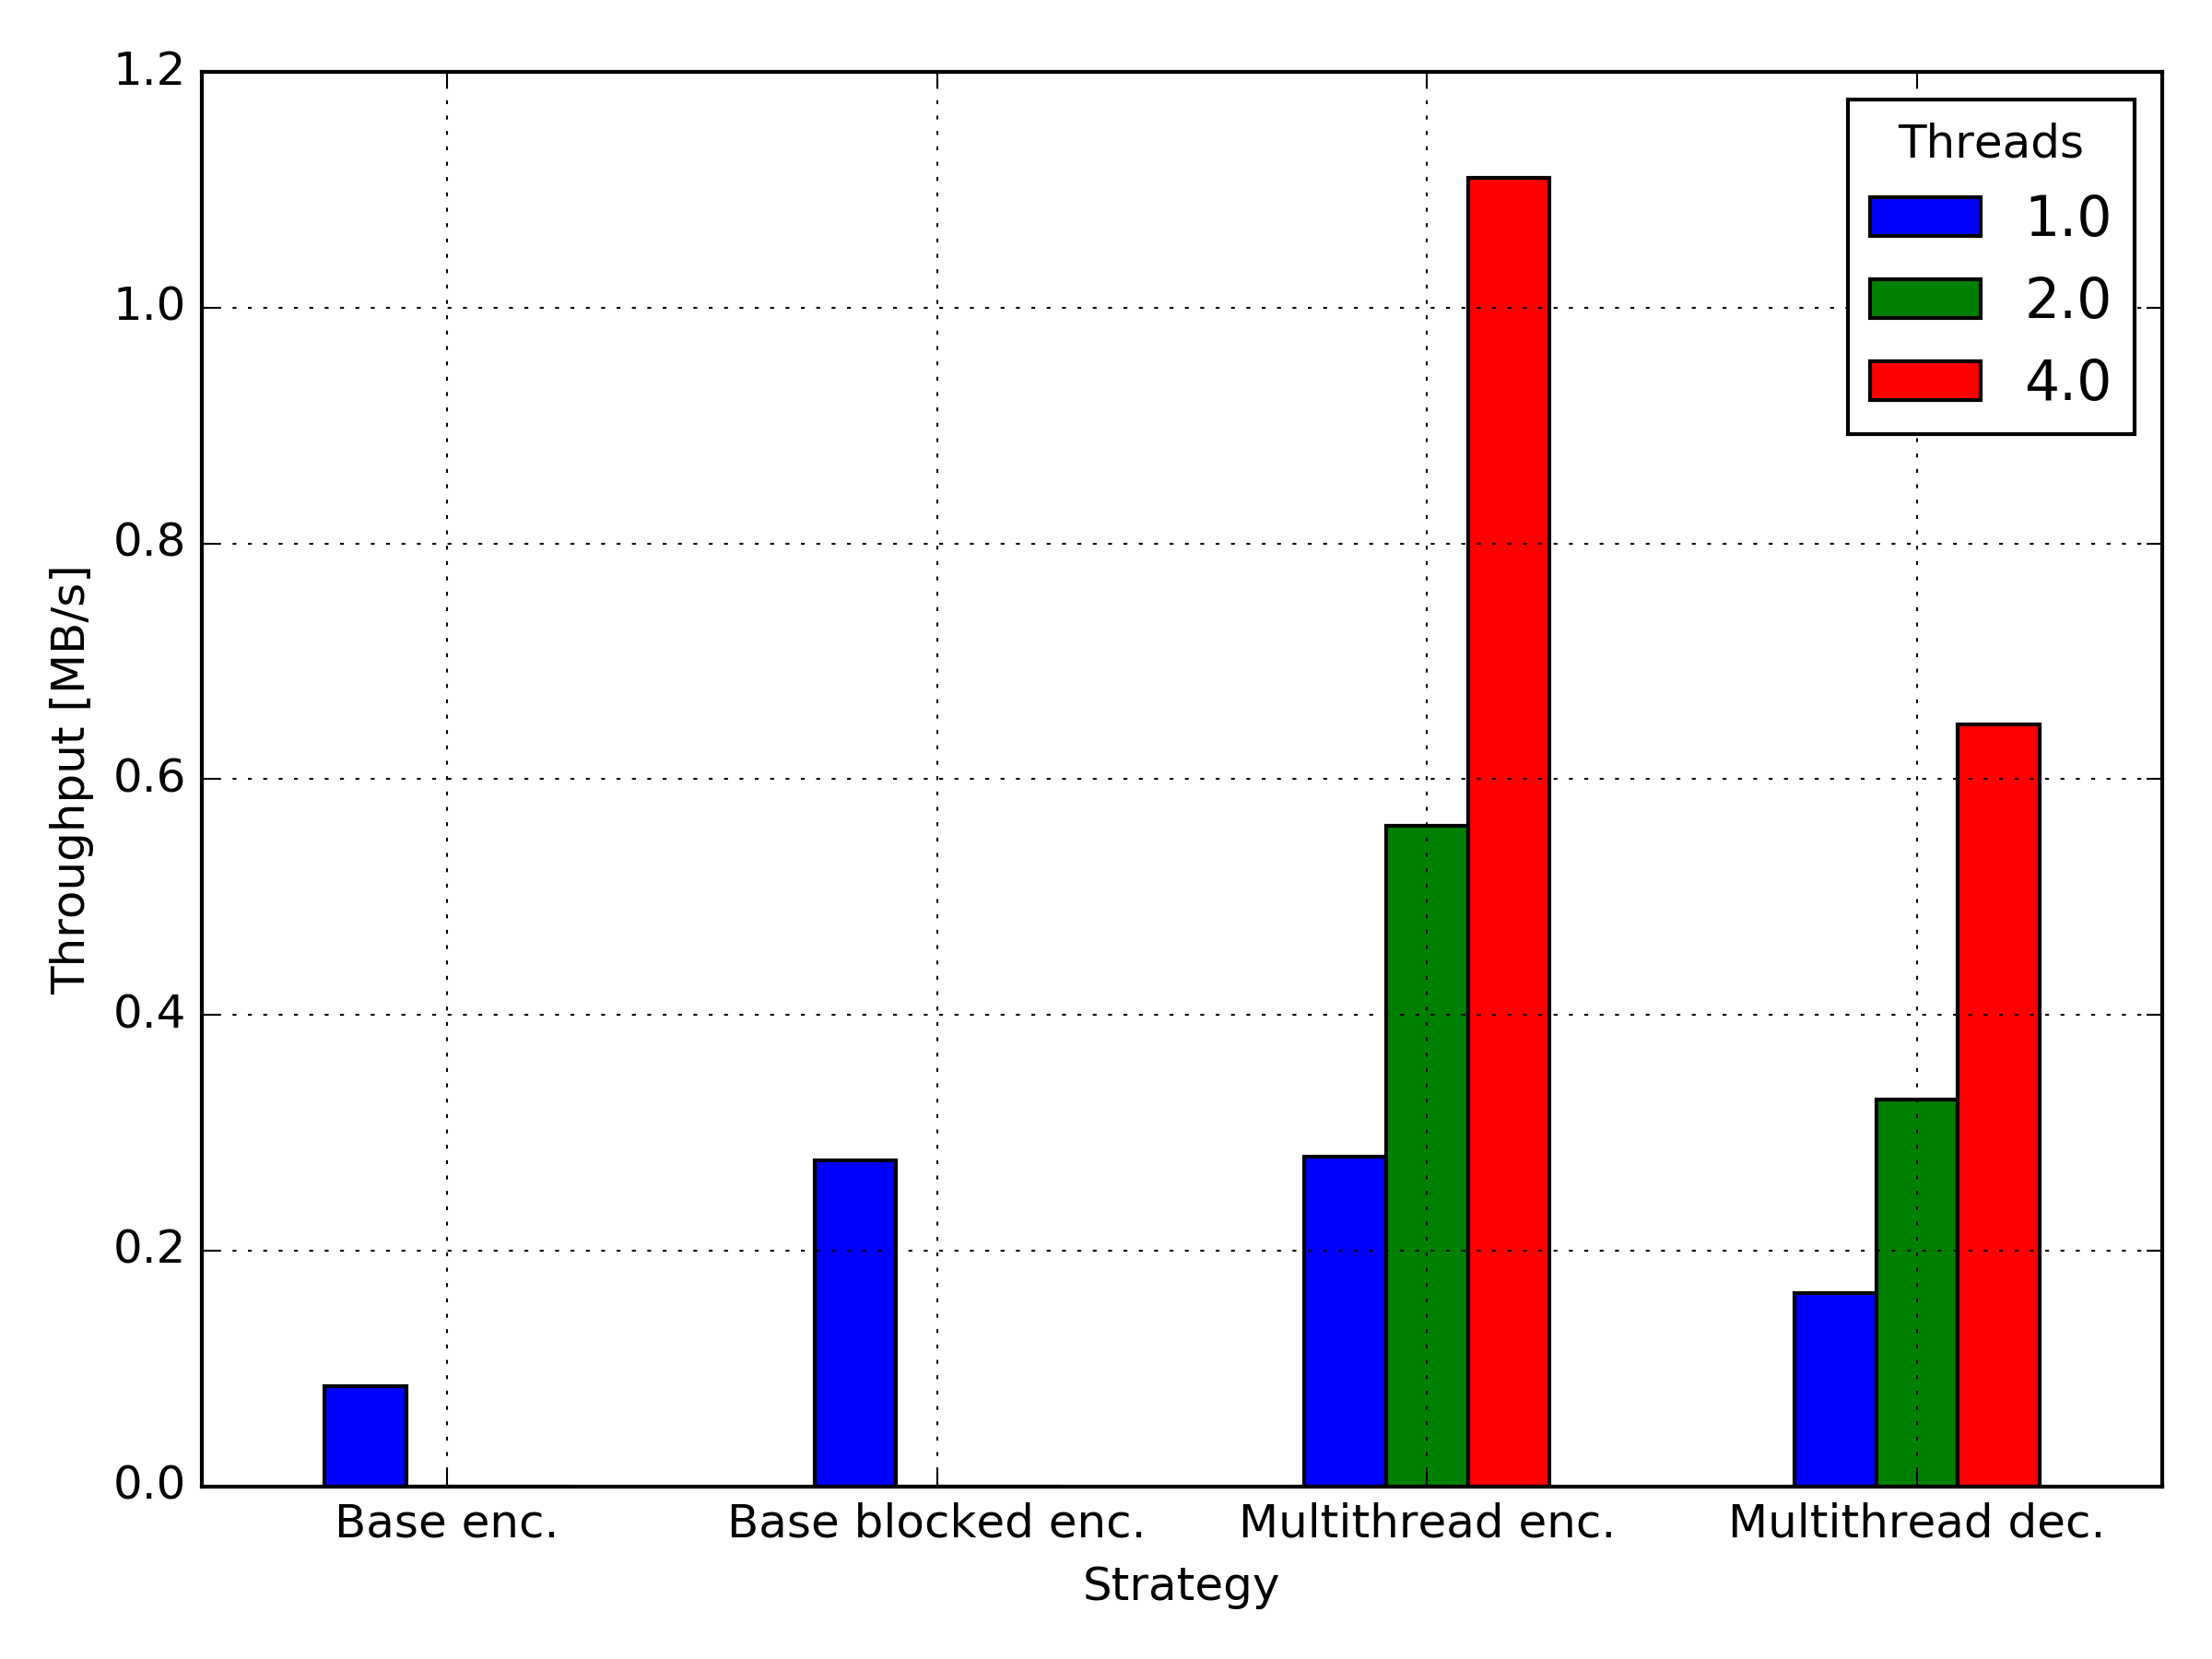 1.2
1.0
0.8
0.6
0.4
0.2
0.0
Throughput [MB/s]
Threads
1.0
2.0
4.0
Base enc.
Base blocked enc.
Multithread enc.
Multithread dec.
Strategy